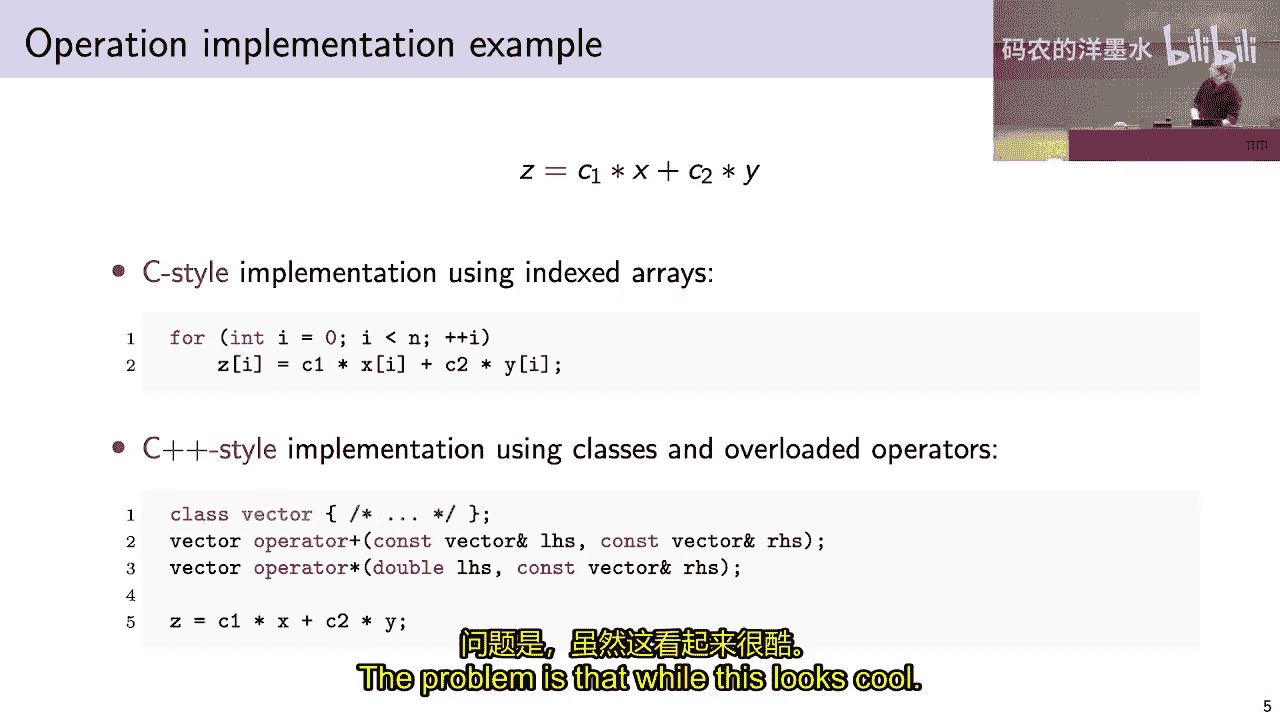 Operation implementation example
码农的洋墨水 bilibili
z = c₁ ∗ x + c₂ ∗ y
• C-style implementation using indexed arrays:
1 for (int i = 0; i < n; ++i)
2 z[i] = c1 * x[i] + c2 * y[i];
• C++-style implementation using classes and overloaded operators:
1 class vector { /* ... */ };
2 vector operator+(const vector& lhs, const vector& rhs);
3 vector operator*(double lhs, const vector& rhs);
4
5 z = c1 * x + c2 * y;
问题是，虽然这看起来很酷。
The problem is that while this looks cool.
5